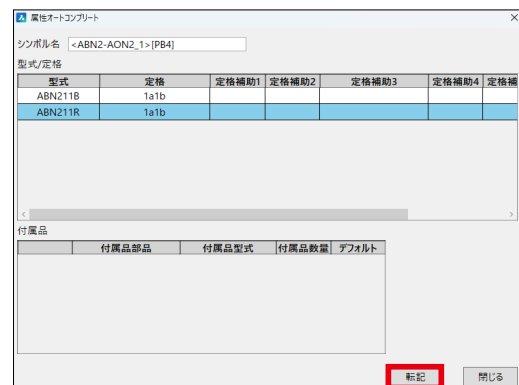 属性オートコンプリート
シンボル名 <ABN2-AON2_1>[PB4]
型式/定格
型式 定格 定格補助1 定格補助2 定格補助3 定格補助4 定格補
ABN211B 1a1b
ABN211R 1a1b
付属品
付属品部品 付属品型式 付属品数量 デフォルト
転記 閉じる